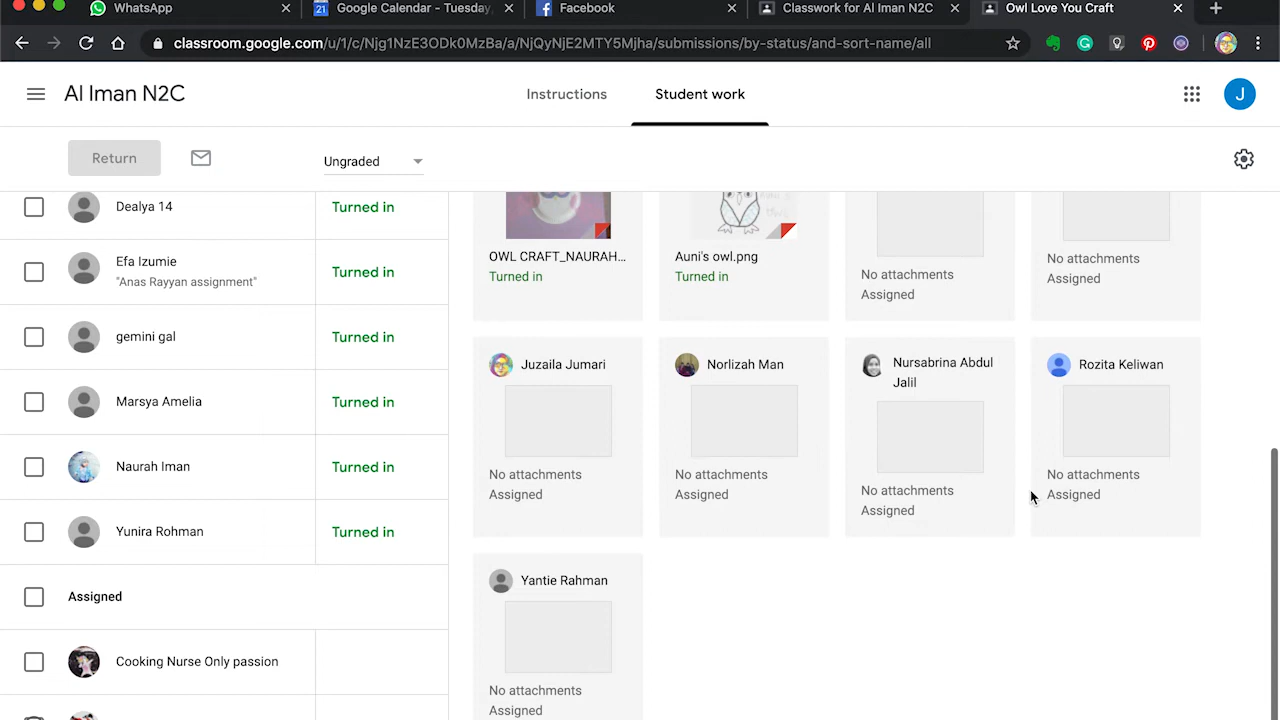 WhatsApp
Google Calendar - Tuesday,
Facebook
Classwork for Al Iman N2C
Owl Love You Craft
classroom.google.com/u/1/c/Njg1NzE3ODk0MzBa/a/NjQyNjE2MTY5Mjha/submissions/by-status/and-sort-name/all
Al Iman N2C
Instructions
Student work
J
Return
Ungraded
Dealya 14
Turned in
Efa Izumie
"Anas Rayyan assignment"
Turned in
gemini gal
Turned in
Marsya Amelia
Turned in
Naurah Iman
Turned in
Yunira Rohman
Turned in
Assigned
Cooking Nurse Only passion
OWL CRAFT_NAURAH...
Turned in
Auni's owl.png
Turned in
No attachments
Assigned
No attachments
Assigned
Juzaila Jumari
No attachments
Assigned
Norlizah Man
No attachments
Assigned
Nursabrina Abdul
Jalil
No attachments
Assigned
Rozita Keliwan
No attachments
Assigned
Yantie Rahman
No attachments
Assigned